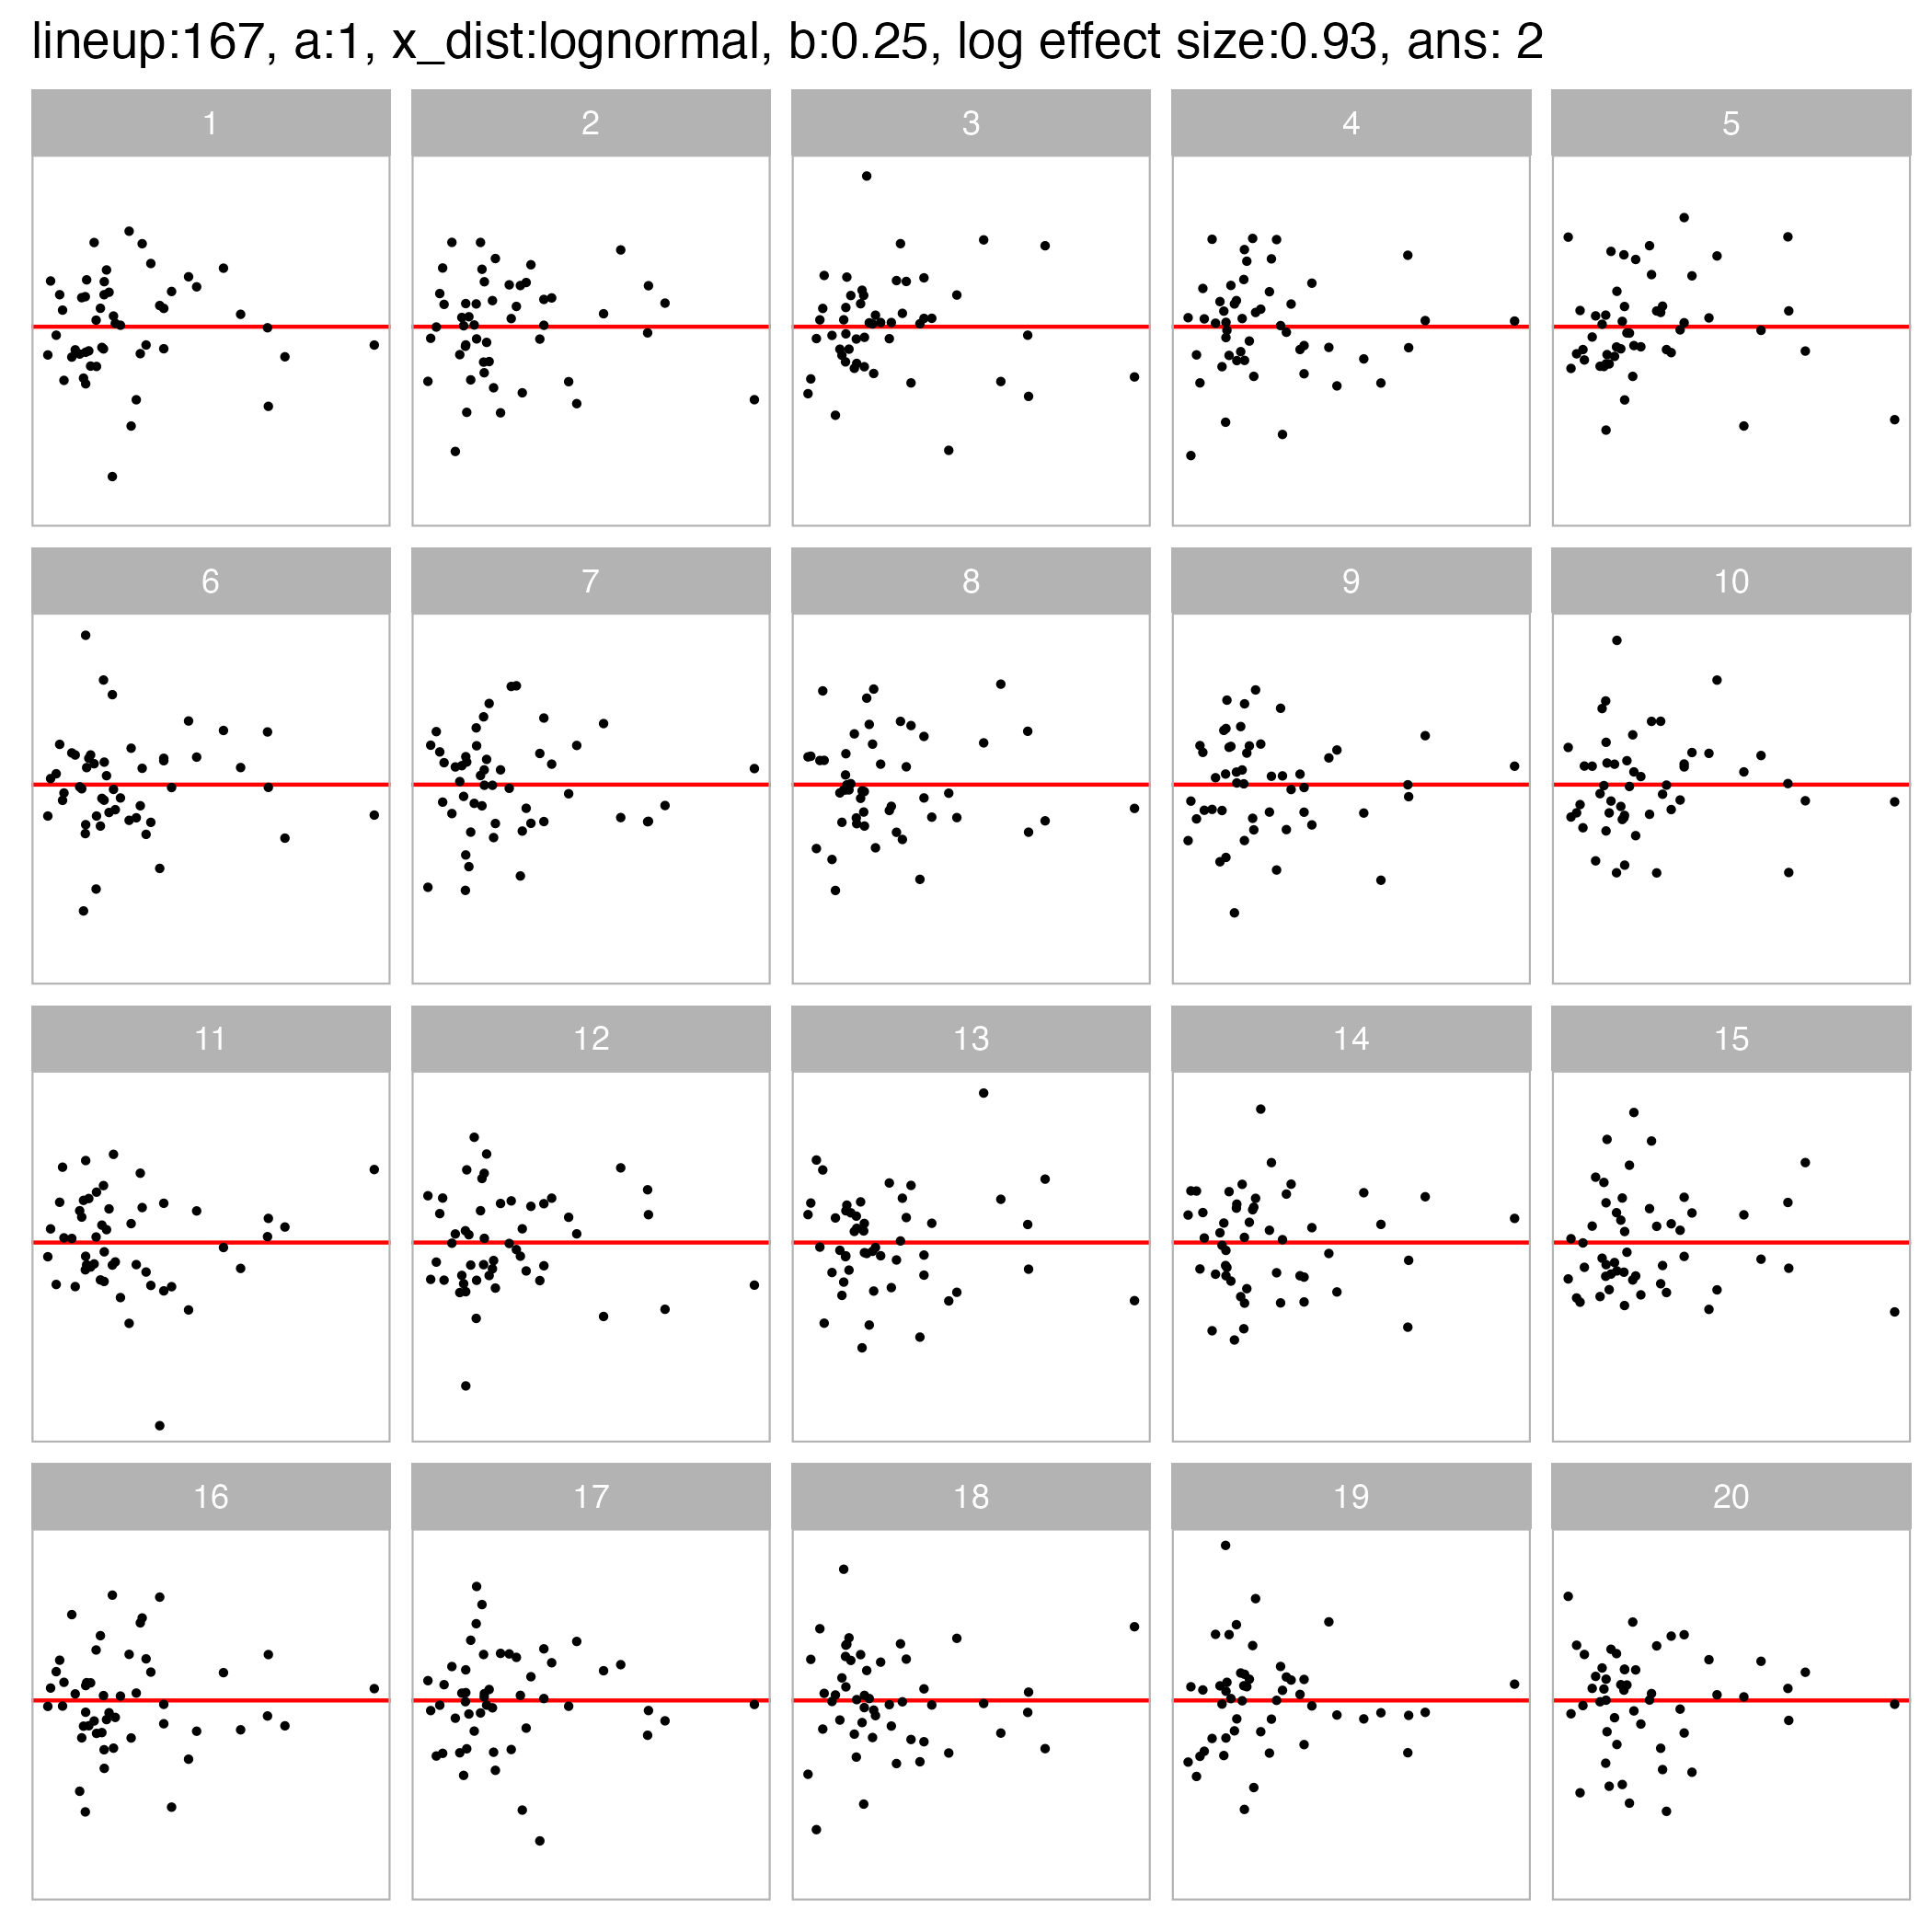 lineup:167, a:1, x_dist:lognormal, b:0.25, log effect size:0.93, ans: 2
1 2 3 4 5
6 7 8 9 10
11 12 13 14 15
16 17 18 19 20